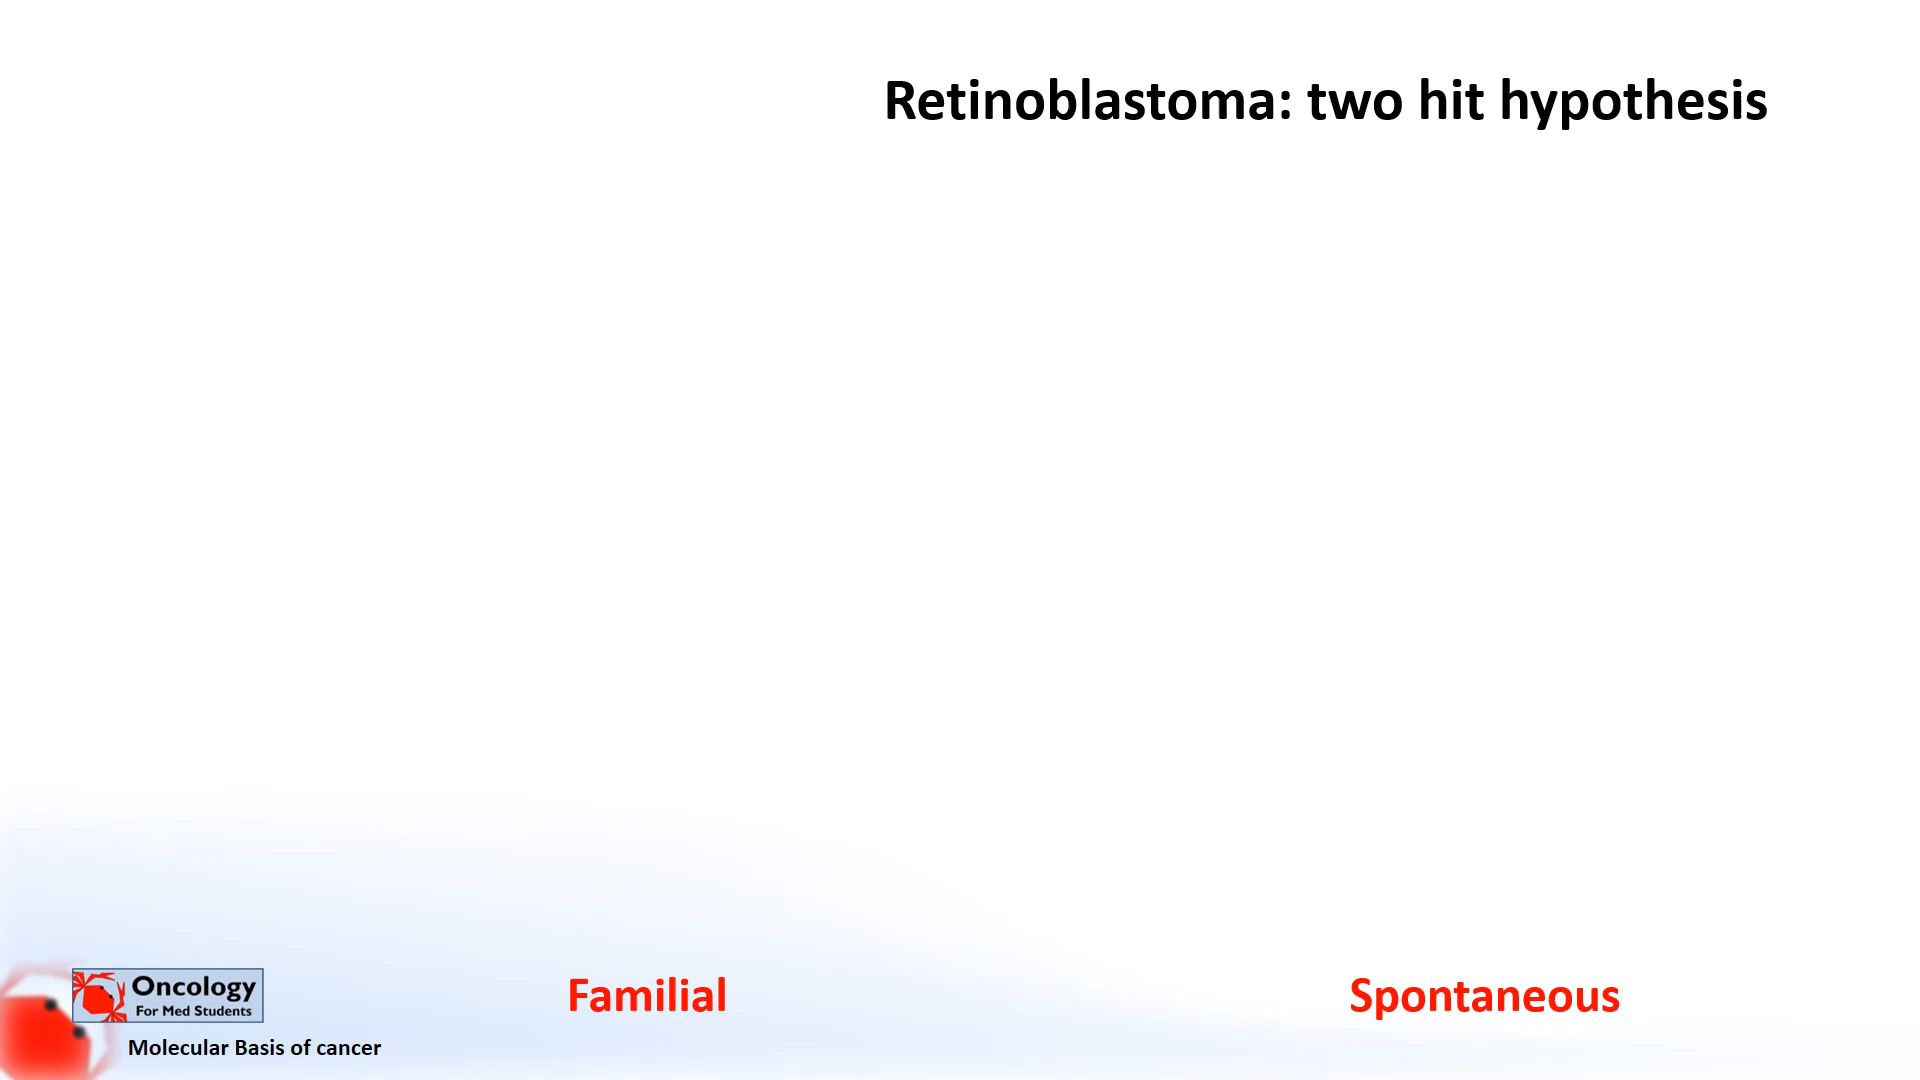 Retinoblastoma: two hit hypothesis
Familial
Spontaneous
Oncology
For Med Students
Molecular Basis of cancer